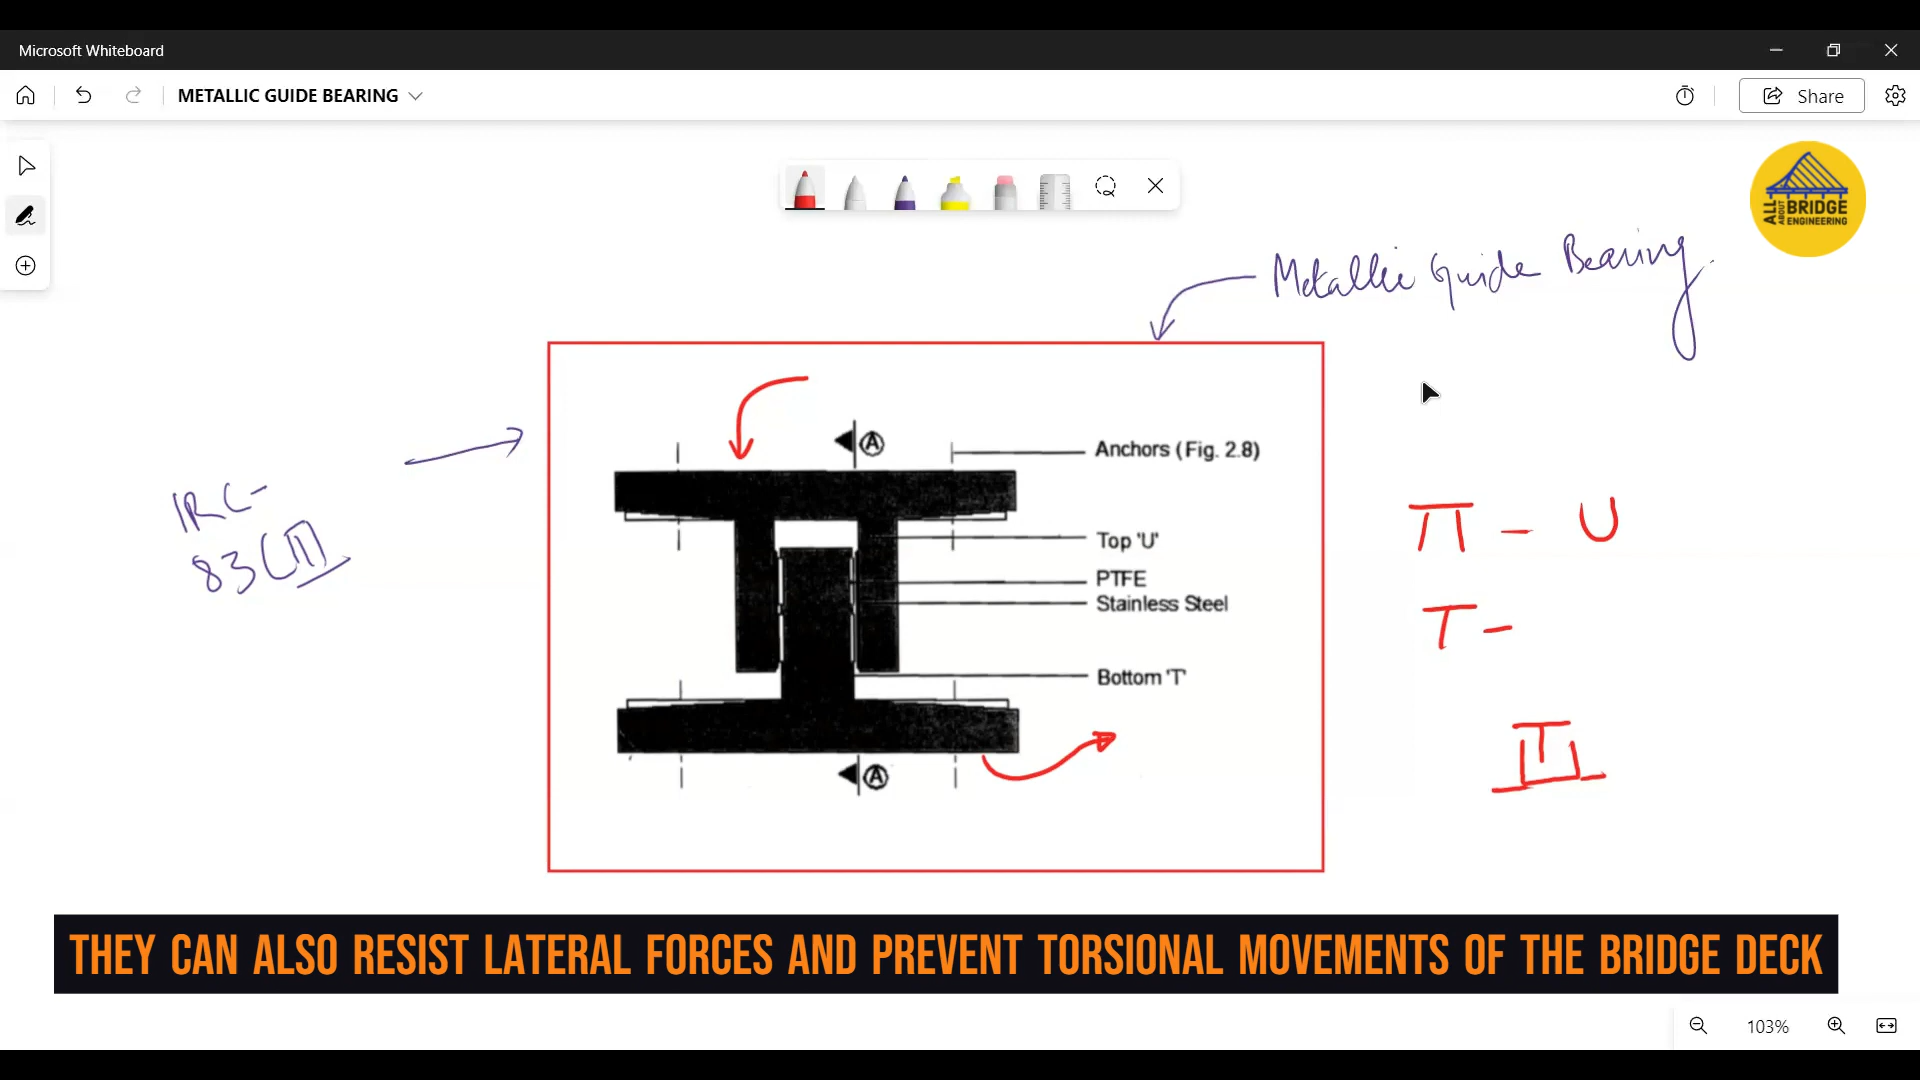 Microsoft Whiteboard
METALLIC GUIDE BEARING
Share
ALL ABOUT BRIDGE ENGINEERING
Metallic Guide Bearing.
IRC-
83(II)
A
Anchors (Fig. 2.8)
Top 'U'
PTFE
Stainless Steel
Bottom 'T'
A
Π - U
T -
THEY CAN ALSO RESIST LATERAL FORCES AND PREVENT TORSIONAL MOVEMENTS OF THE BRIDGE DECK
103%